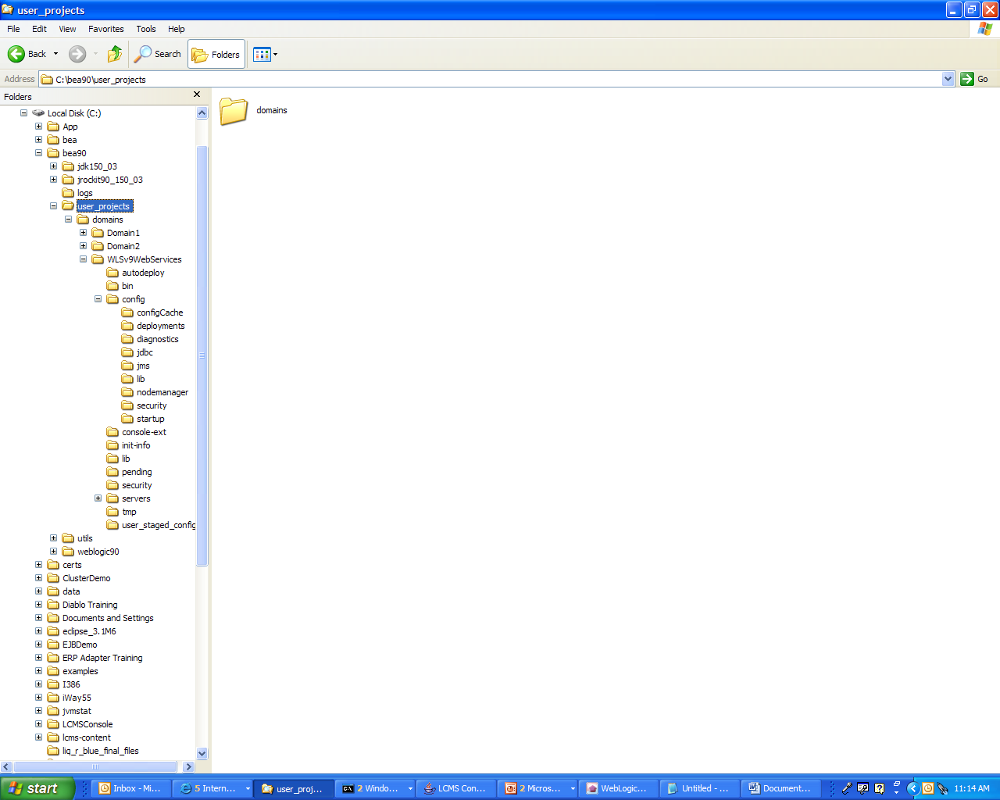 user_projects
File Edit View Favorites Tools Help
Back Search Folders
Address C:\bea90\user_projects Go
Folders
domains
Local Disk (C:)
App
bea
bea90
jdk150_03
jrockit90_150_03
logs
user_projects
domains
Domain1
Domain2
WLSv9WebServices
autodeploy
bin
config
configCache
deployments
diagnostics
jdbc
jms
lib
nodemanager
security
startup
console-ext
init-info
lib
pending
security
servers
tmp
user_staged_config
utils
weblogic90
certs
ClusterDemo
data
Diablo Training
Documents and Settings
eclipse_3.1M6
EJBDemo
ERP Adapter Training
examples
I386
iWay55
jvmstat
LCMSConsole
lcms-content
liq_r_blue_final_files
start Inbox - Mi... 5 Intern... user_proj... 2 Windo... LCMS Con... 2 Micros... WebLogic... Untitled - ... Document... 11:14 AM